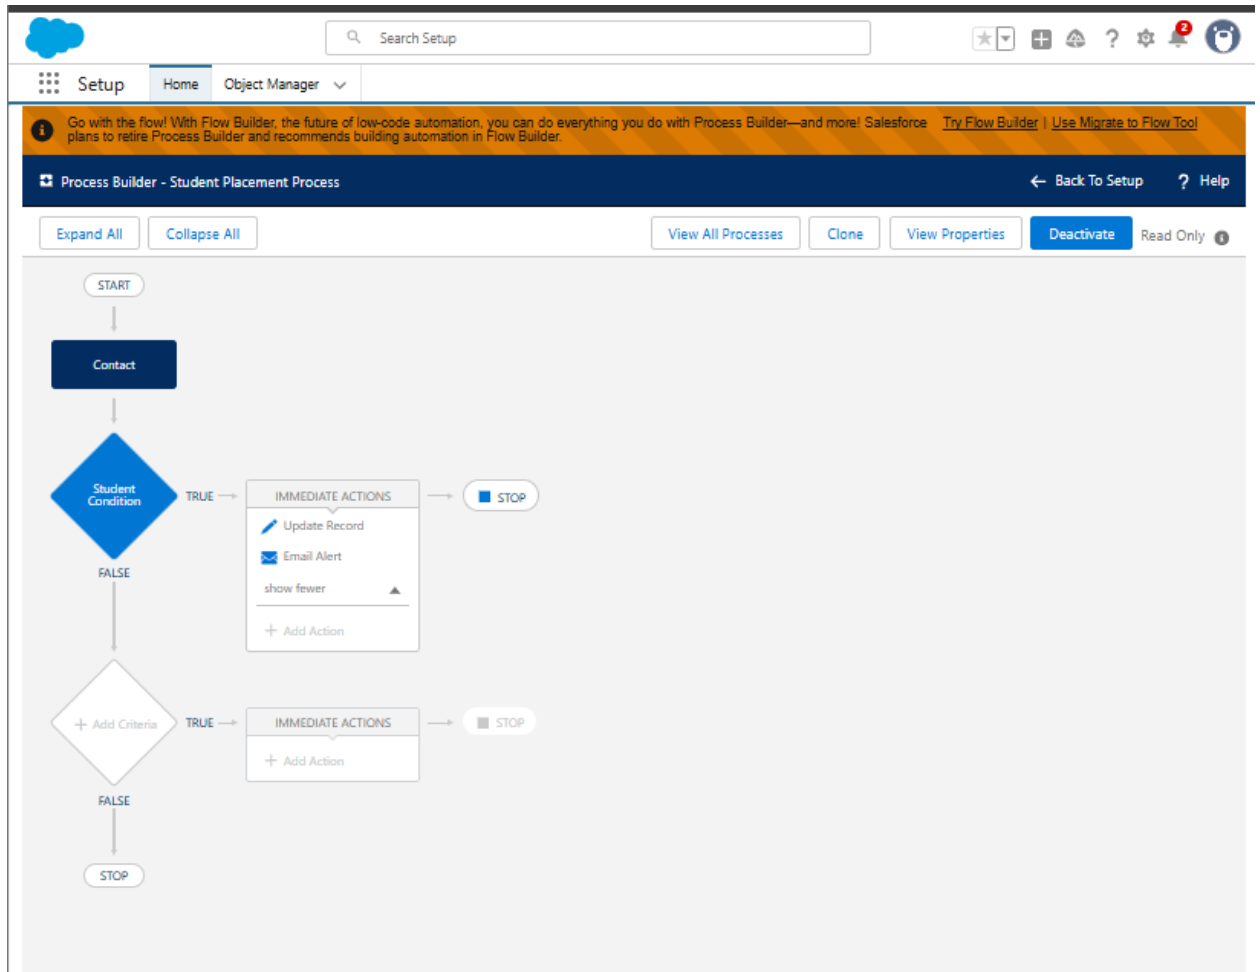 Search Setup
2
Setup
Home
Object Manager
Go with the flow! With Flow Builder, the future of low-code automation, you can do everything you do with Process Builder—and more! Salesforce
plans to retire Process Builder and recommends building automation in Flow Builder.
Try Flow Builder | Use Migrate to Flow Tool
Process Builder - Student Placement Process
Back To Setup
? Help
Expand All
Collapse All
View All Processes
Clone
View Properties
Deactivate
Read Only
START
Contact
Student
Condition
TRUE
IMMEDIATE ACTIONS
STOP
Update Record
Email Alert
show fewer
+ Add Action
FALSE
+ Add Criteria
TRUE
IMMEDIATE ACTIONS
STOP
+ Add Action
FALSE
STOP